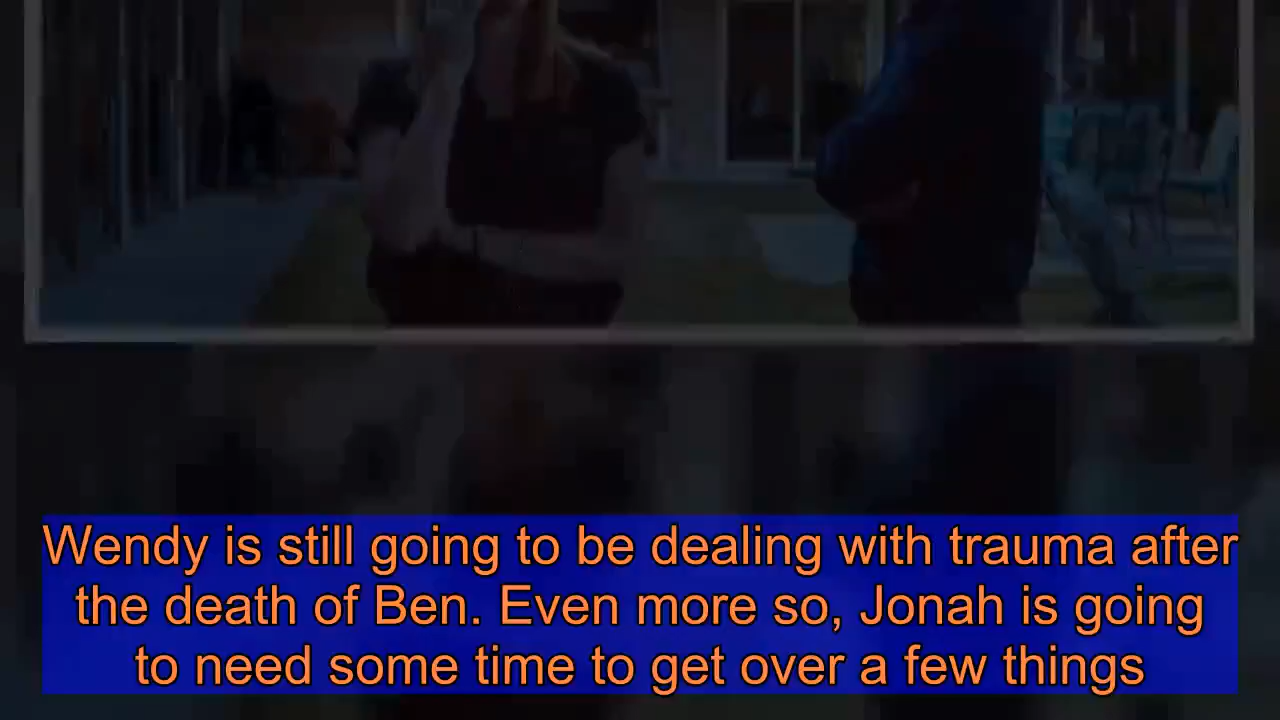 Wendy is still going to be dealing with trauma after
the death of Ben. Even more so, Jonah is going
to need some time to get over a few things